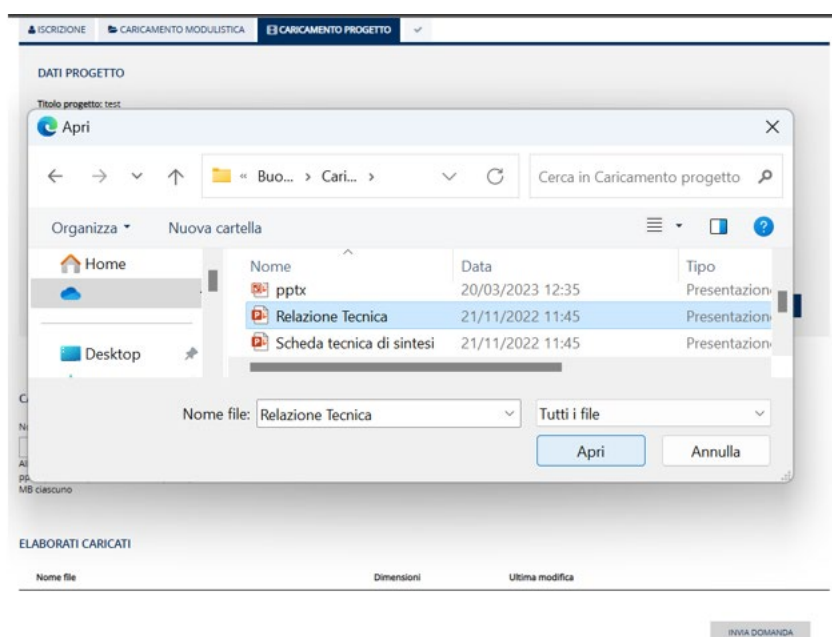 ISCRIZIONE CARICAMENTO MODULISTICA CARICAMENTO PROGETTO
DATI PROGETTO
Titolo progetto: test
Apri
« Buo... > Cari... > Cerca in Caricamento progetto
Organizza Nuova cartella
Home
Nome Data Tipo
pptx 20/03/2023 12:35 Presentazion
Relazione Tecnica 21/11/2022 11:45 Presentazion
Desktop
Scheda tecnica di sintesi 21/11/2022 11:45 Presentazion
Nome file: Relazione Tecnica Tutti i file
Apri Annulla
MB ciascuno
ELABORATI CARICATI
Nome file Dimensioni Ultima modifica
INVIA DOMANDA